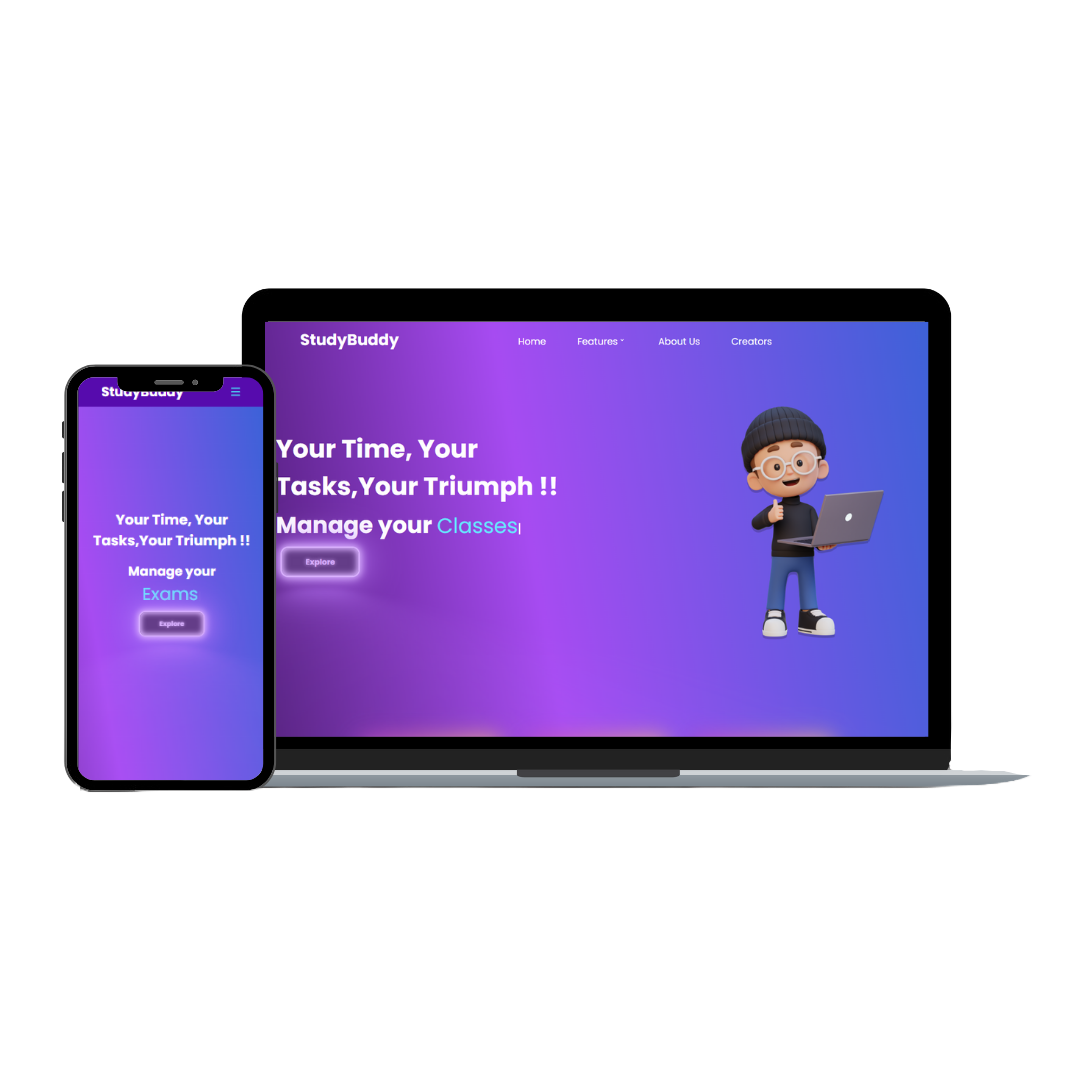 StudyBuddy
Home Features About Us Creators
Your Time, Your
Tasks,Your Triumph !!
Manage your Classes
Explore
StudyBuddy
Your Time, Your
Tasks,Your Triumph !!
Manage your
Exams
Explore